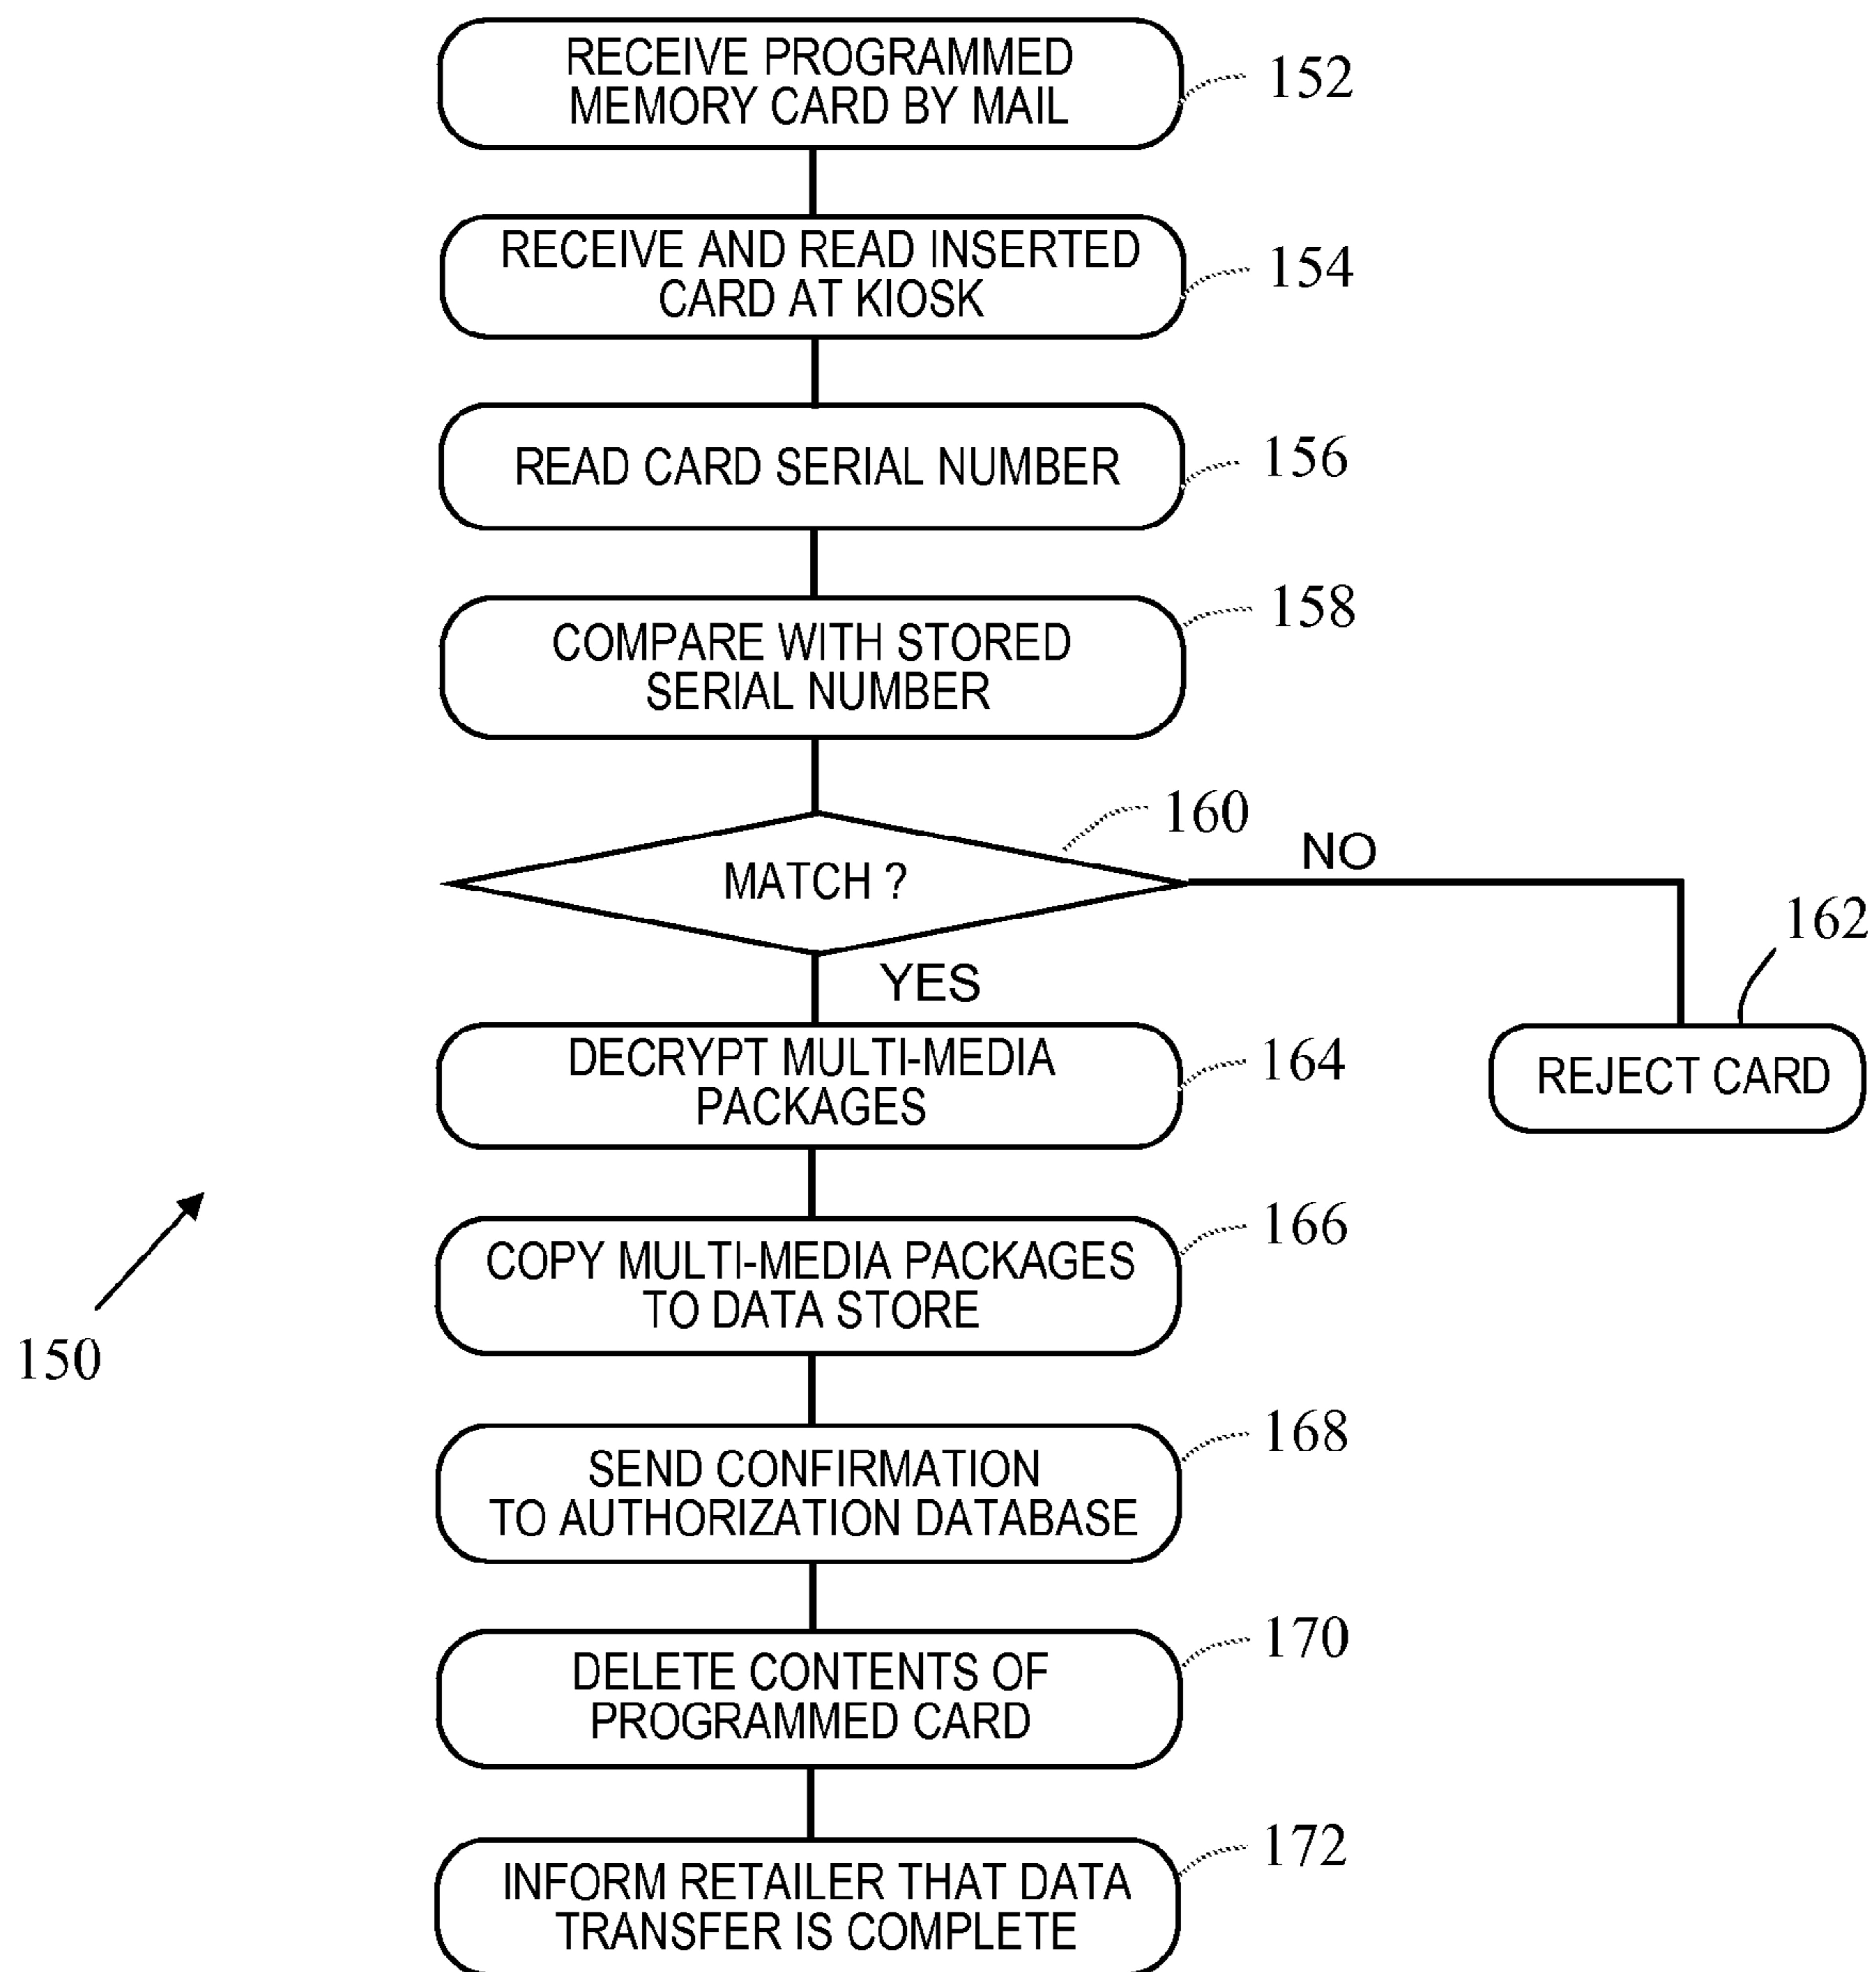 RECEIVE PROGRAMMED
MEMORY CARD BY MAIL
152
RECEIVE AND READ INSERTED
CARD AT KIOSK
154
READ CARD SERIAL NUMBER
156
COMPARE WITH STORED
SERIAL NUMBER
158
160
MATCH ?
NO
162
YES
DECRYPT MULTI-MEDIA
PACKAGES
164
REJECT CARD
COPY MULTI-MEDIA PACKAGES
TO DATA STORE
166
150
SEND CONFIRMATION
TO AUTHORIZATION DATABASE
168
DELETE CONTENTS OF
PROGRAMMED CARD
170
INFORM RETAILER THAT DATA
TRANSFER IS COMPLETE
172